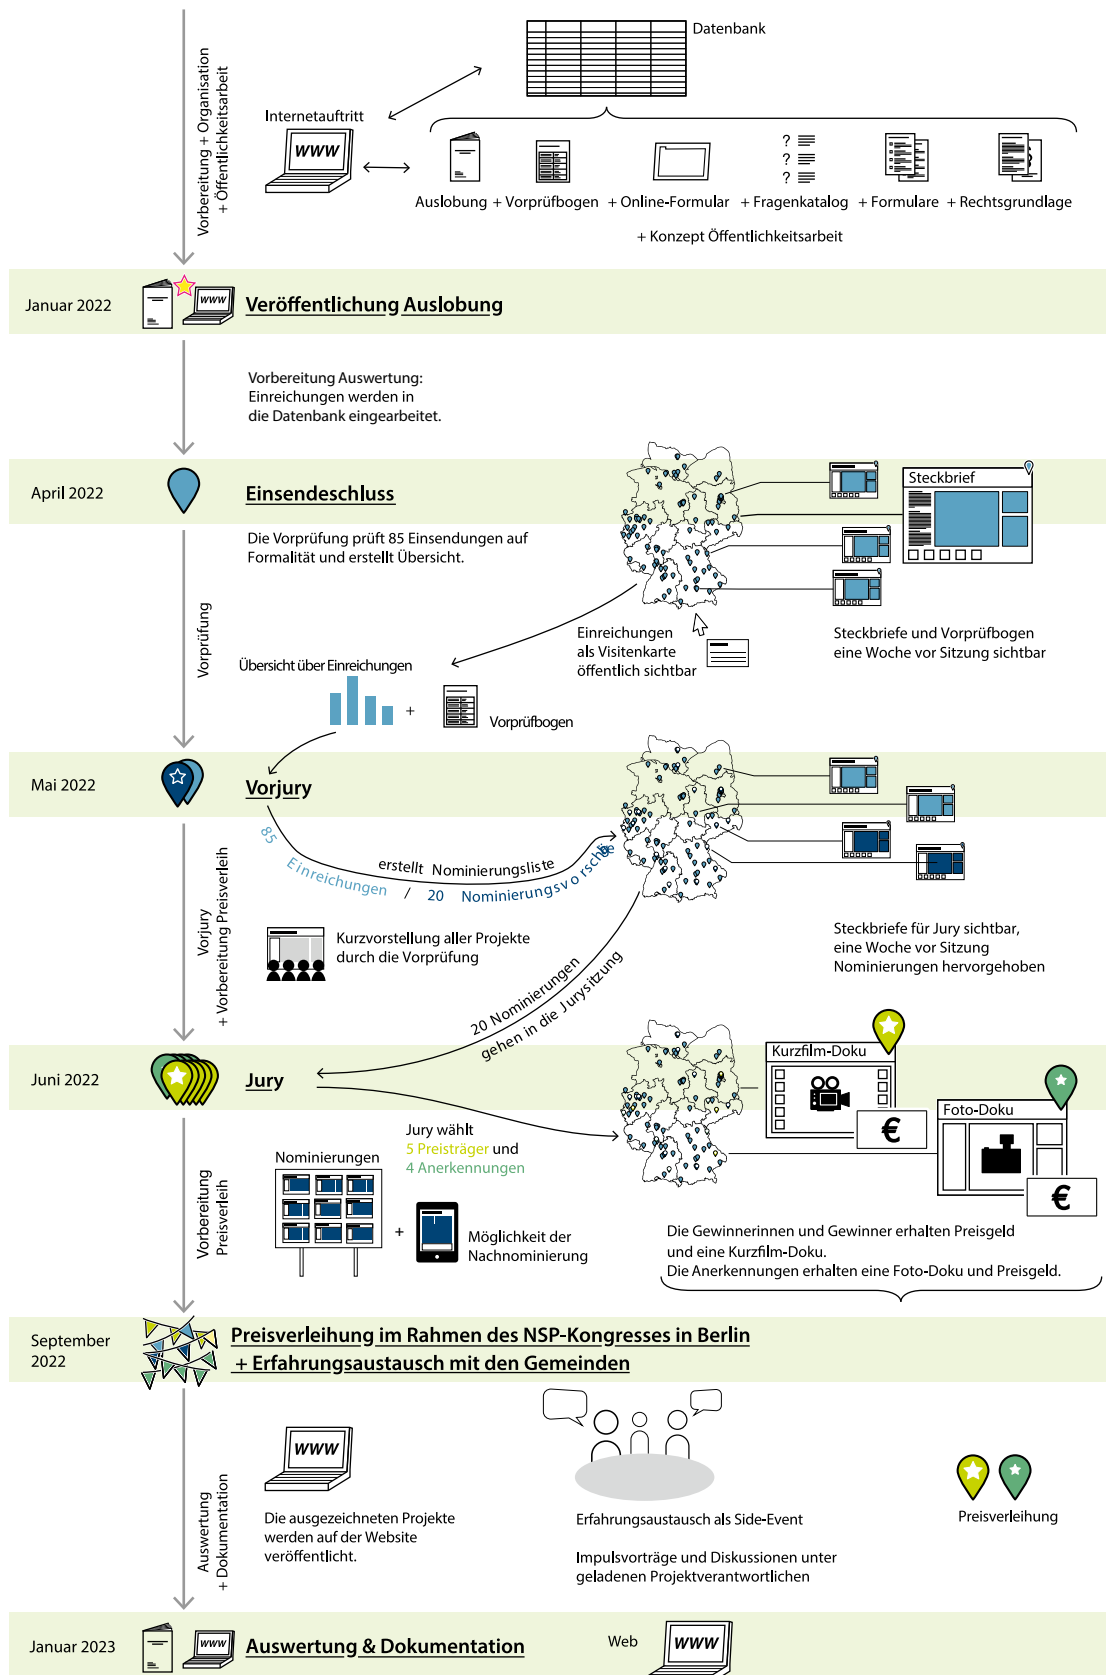 Vorbereitung + Organisation
+ Öffentlichkeitsarbeit
Datenbank
Internetauftritt
WWW
?
?
?
Auslobung + Vorprüfbogen + Online-Formular + Fragenkatalog + Formulare + Rechtsgrundlage
+ Konzept Öffentlichkeitsarbeit
Januar 2022
WWW
Veröffentlichung Auslobung
Vorbereitung Auswertung:
Einreichungen werden in
die Datenbank eingearbeitet.
April 2022
Einsendeschluss
Steckbrief
Die Vorprüfung prüft 85 Einsendungen auf
Formalität und erstellt Übersicht.
Vorprüfung
Einreichungen
als Visitenkarte
öffentlich sichtbar
Steckbriefe und Vorprüfbogen
eine Woche vor Sitzung sichtbar
Übersicht über Einreichungen
+
Vorprüfbogen
Mai 2022
Vorjury
erstellt Nominierungsliste
85 Einreichungen / 20 Nominierungsvorschläge
Vorjury
+ Vorbereitung Preisverleih
Kurzvorstellung aller Projekte
durch die Vorprüfung
Steckbriefe für Jury sichtbar,
eine Woche vor Sitzung
Nominierungen hervorgehoben
20 Nominierungen
gehen in die Jurysitzung
Juni 2022
Jury
Kurzfilm-Doku
€
Foto-Doku
€
Jury wählt
5 Preisträger und
4 Anerkennungen
Vorbereitung
Preisverleih
Nominierungen
+
Möglichkeit der
Nachnominierung
Die Gewinnerinnen und Gewinner erhalten Preisgeld
und eine Kurzfilm-Doku.
Die Anerkennungen erhalten eine Foto-Doku und Preisgeld.
September
2022
Preisverleihung im Rahmen des NSP-Kongresses in Berlin
+ Erfahrungsaustausch mit den Gemeinden
Auswertung
+ Dokumentation
WWW
Die ausgezeichneten Projekte
werden auf der Website
veröffentlicht.
Erfahrungsaustausch als Side-Event
Impulsvorträge und Diskussionen unter
geladenen Projektverantwortlichen
Preisverleihung
Januar 2023
WWW
Auswertung & Dokumentation
Web
WWW